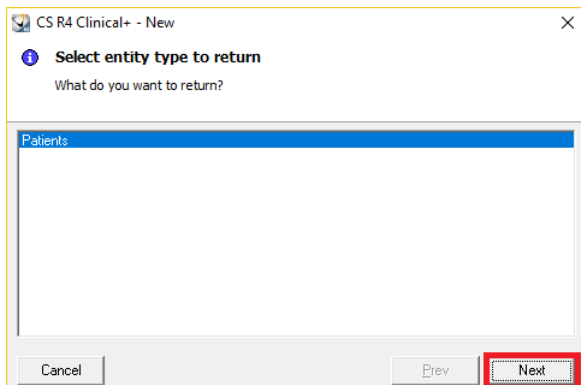 CS R4 Clinical+ - New
Select entity type to return
What do you want to return?
Patients
Cancel
Prev
Next